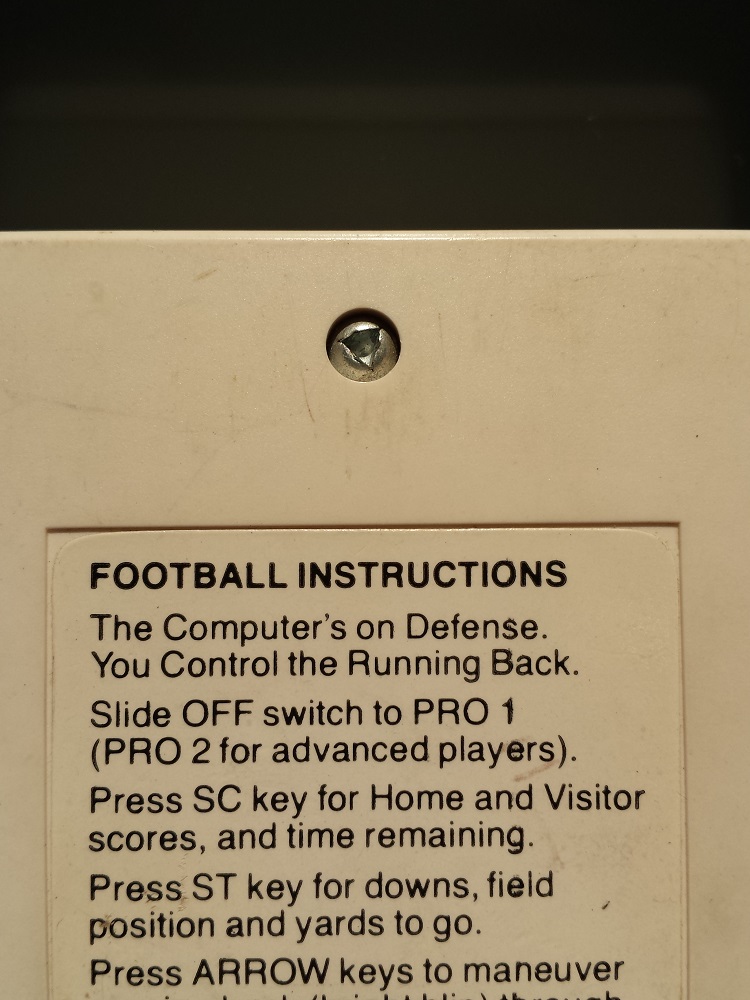 FOOTBALL INSTRUCTIONS
The Computer's on Defense.
You Control the Running Back.
Slide OFF switch to PRO 1
(PRO 2 for advanced players).
Press SC key for Home and Visitor
scores, and time remaining.
Press ST key for downs, field
position and yards to go.
Press ARROW keys to maneuver